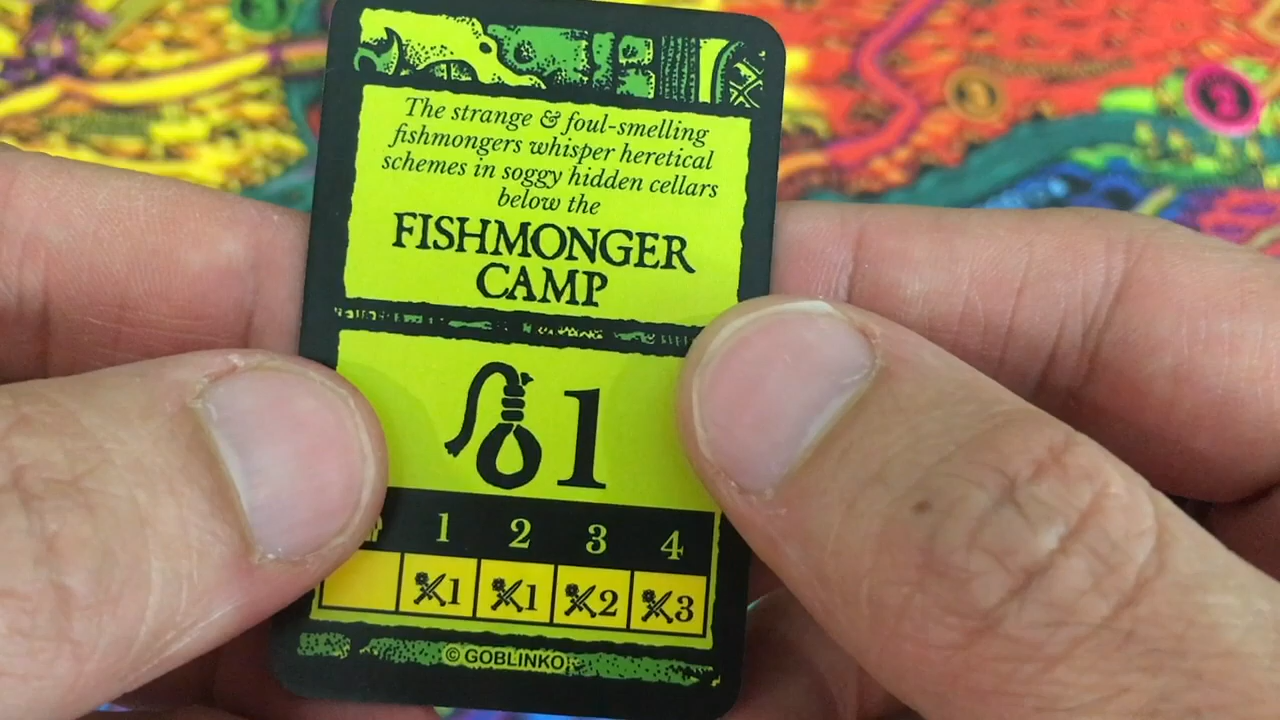 The strange & foul-smelling
fishmongers whisper heretical
schemes in soggy hidden cellars
below the
FISHMONGER
CAMP
1
1 2 3 4
1 1 2 3
© GOBLINKO